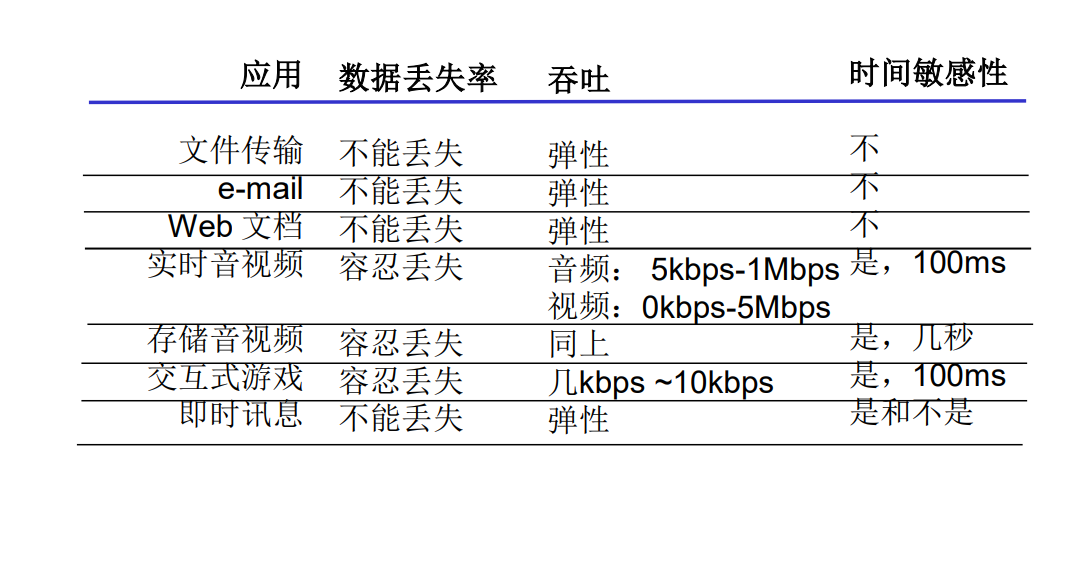 应用 数据丢失率 吞吐 时间敏感性
文件传输 不能丢失 弹性 不
e-mail 不能丢失 弹性 不
Web 文档 不能丢失 弹性 不
实时音视频 容忍丢失 音频： 5kbps-1Mbps 是，100ms
视频：0kbps-5Mbps
存储音视频 容忍丢失 同上 是，几秒
交互式游戏 容忍丢失 几kbps ~10kbps 是，100ms
即时讯息 不能丢失 弹性 是和不是